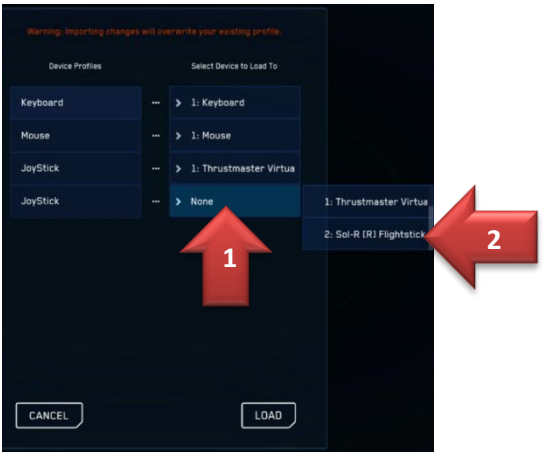 Warning: Importing changes will overwrite your existing profile.
Device Profiles Select Device to Load To
Keyboard ... > 1: Keyboard
Mouse ... > 1: Mouse
JoyStick ... > 1: Thrustmaster Virtua
JoyStick ... > None 1: Thrustmaster Virtua
2: Sol-R [R] Flightstick
1
2
CANCEL LOAD